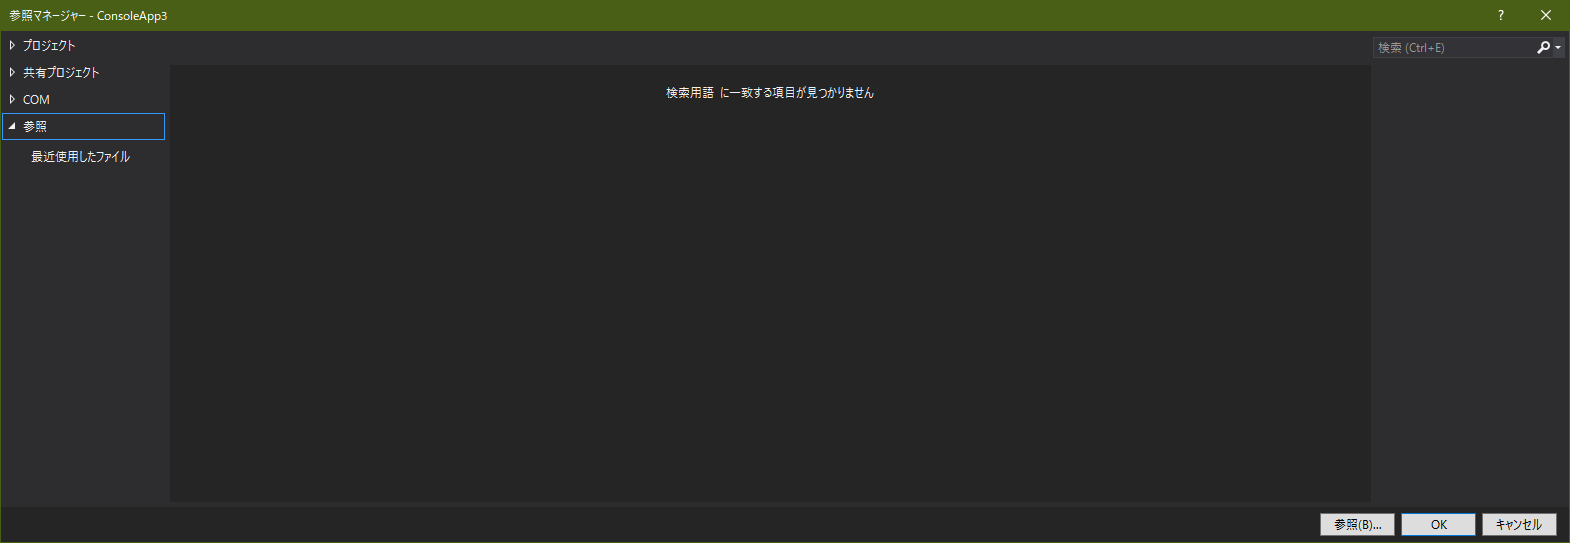 参照マネージャー - ConsoleApp3
?
プロジェクト
共有プロジェクト
COM
参照
最近使用したファイル
検索 (Ctrl+E)
検索用語 に一致する項目が見つかりません
参照(B)...
OK
キャンセル